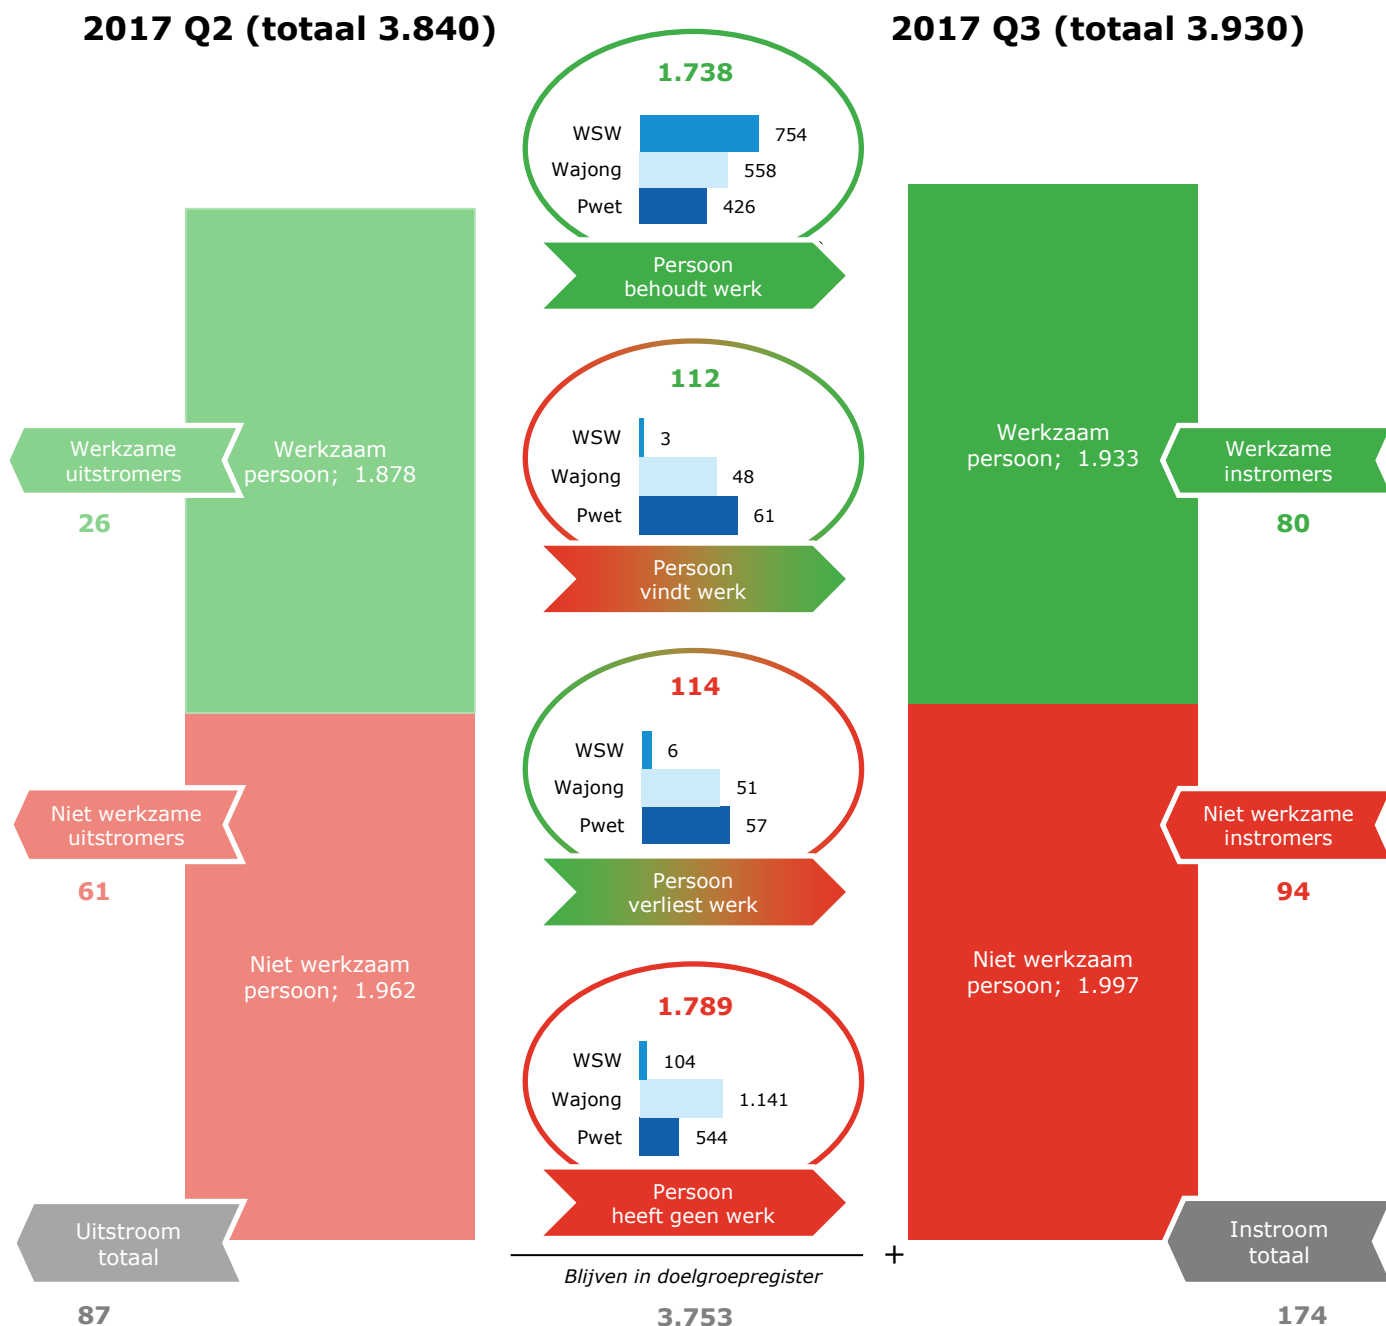 2017 Q2 (totaal 3.840)
2017 Q3 (totaal 3.930)
1.738
WSW 754
Wajong 558
Pwet 426
Persoon
behoudt werk
112
WSW 3
Wajong 48
Pwet 61
Persoon
vindt werk
114
WSW 6
Wajong 51
Pwet 57
Persoon
verliest werk
1.789
WSW 104
Wajong 1.141
Pwet 544
Persoon
heeft geen werk
Blijven in doelgroepregister
3.753
+
Werkzame
uitstromers
26
Werkzaam
persoon; 1.878
Niet werkzame
uitstromers
61
Niet werkzaam
persoon; 1.962
Uitstroom
totaal
87
Werkzaam
persoon; 1.933
Werkzame
instromers
80
Niet werkzame
instromers
94
Niet werkzaam
persoon; 1.997
Instroom
totaal
174